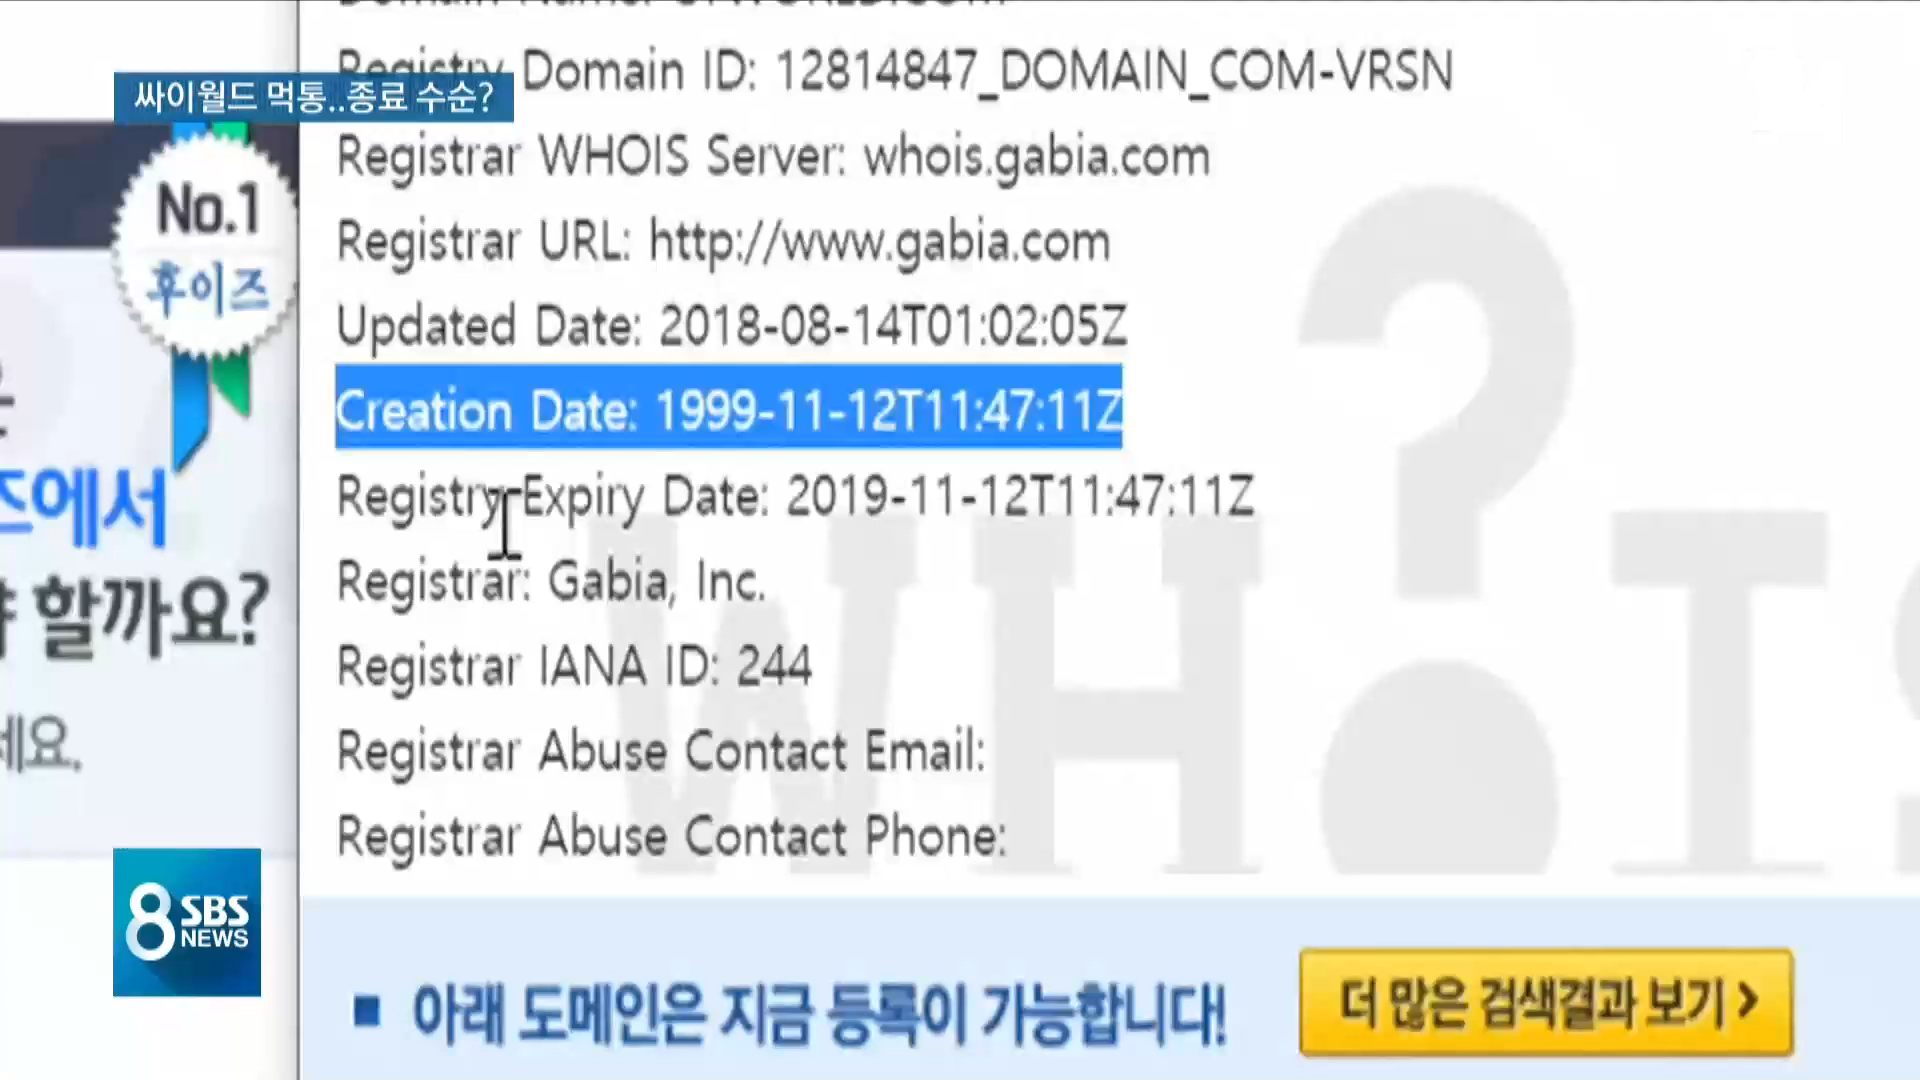 Registry Domain ID: 12814847_DOMAIN_COM-VRSN
싸이월드 먹통..종료 수순?
Registrar WHOIS Server: whois.gabia.com
No.1
후이즈
Registrar URL: http://www.gabia.com
Updated Date: 2018-08-14T01:02:05Z
Creation Date: 1999-11-12T11:47:11Z
Registry Expiry Date: 2019-11-12T11:47:11Z
즈에서
Registrar: Gabia, Inc.
할까요?
Registrar IANA ID: 244
세요.
Registrar Abuse Contact Email:
Registrar Abuse Contact Phone:
WH?IS
8 SBS
NEWS
아래 도메인은 지금 등록이 가능합니다!
더 많은 검색결과 보기 >